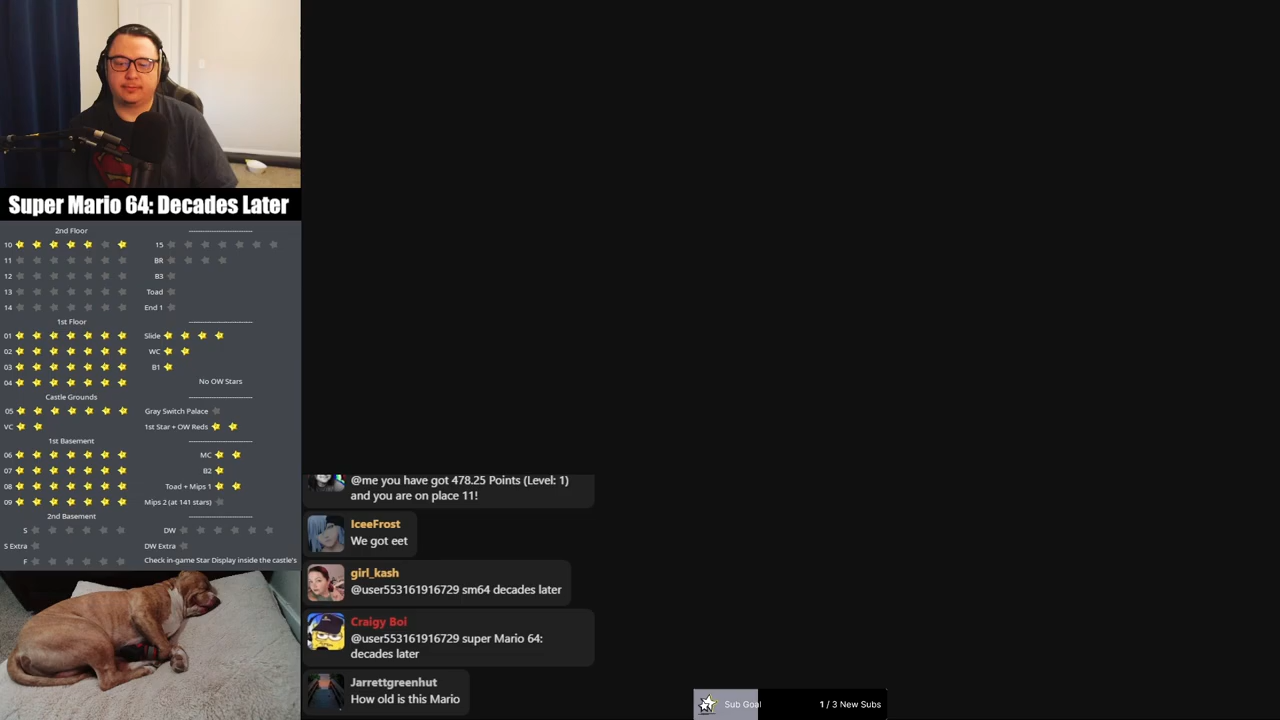 Super Mario 64: Decades Later
2nd Floor
10
15
11
BR
12
B3
13
Toad
14
End 1
1st Floor
01
Slide
02
WC
03
B1
04
No OW Stars
Castle Grounds
05
Gray Switch Palace
VC
1st Star + OW Reds
1st Basement
06
MC
07
B2
08
Toad + Mips 1
09
Mips 2 (at 141 stars)
2nd Basement
S
DW
S Extra
DW Extra
F
Check in-game Star Display inside the castle's
@me you have got 478.25 Points (Level: 1)
and you are on place 11!
IceeFrost
We got eet
girl_kash
@user553161916729 sm64 decades later
Craigy Boi
@user553161916729 super Mario 64:
decades later
Jarrettgreenhut
How old is this Mario
Sub Goal
1 / 3 New Subs